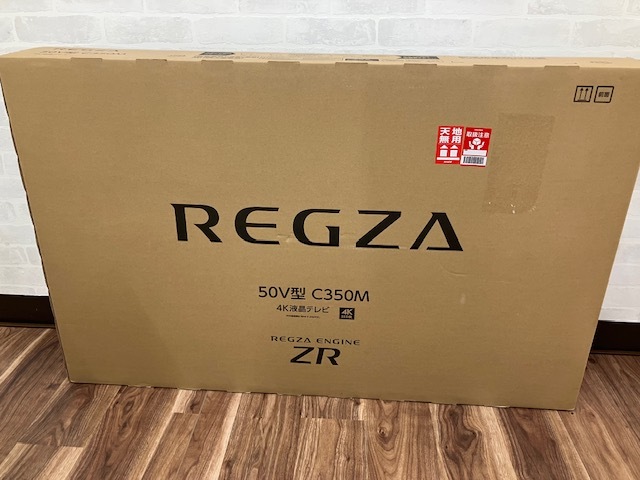 天地
無用
取扱注意
REGZA
50V型 C350M
4K液晶テレビ
4K
REGZA ENGINE
ZR